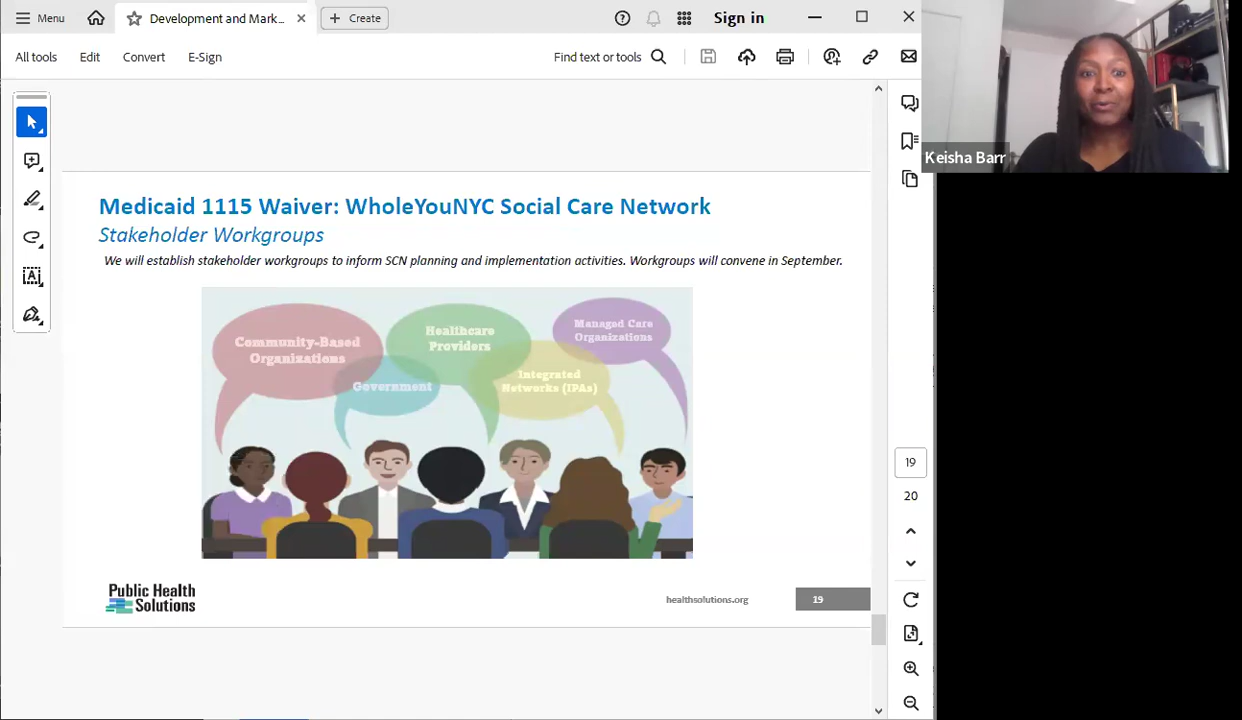 Menu
Development and Mark...
Create
Sign in
All tools
Edit
Convert
E-Sign
Find text or tools
Keisha Barr
Medicaid 1115 Waiver: WholeYouNYC Social Care Network
Stakeholder Workgroups
We will establish stakeholder workgroups to inform SCN planning and implementation activities. Workgroups will convene in September.
Community-Based
Organizations
Government
Healthcare
Providers
Integrated
Networks (IPAs)
Managed Care
Organizations
19
20
Public Health
Solutions
healthsolutions.org
19